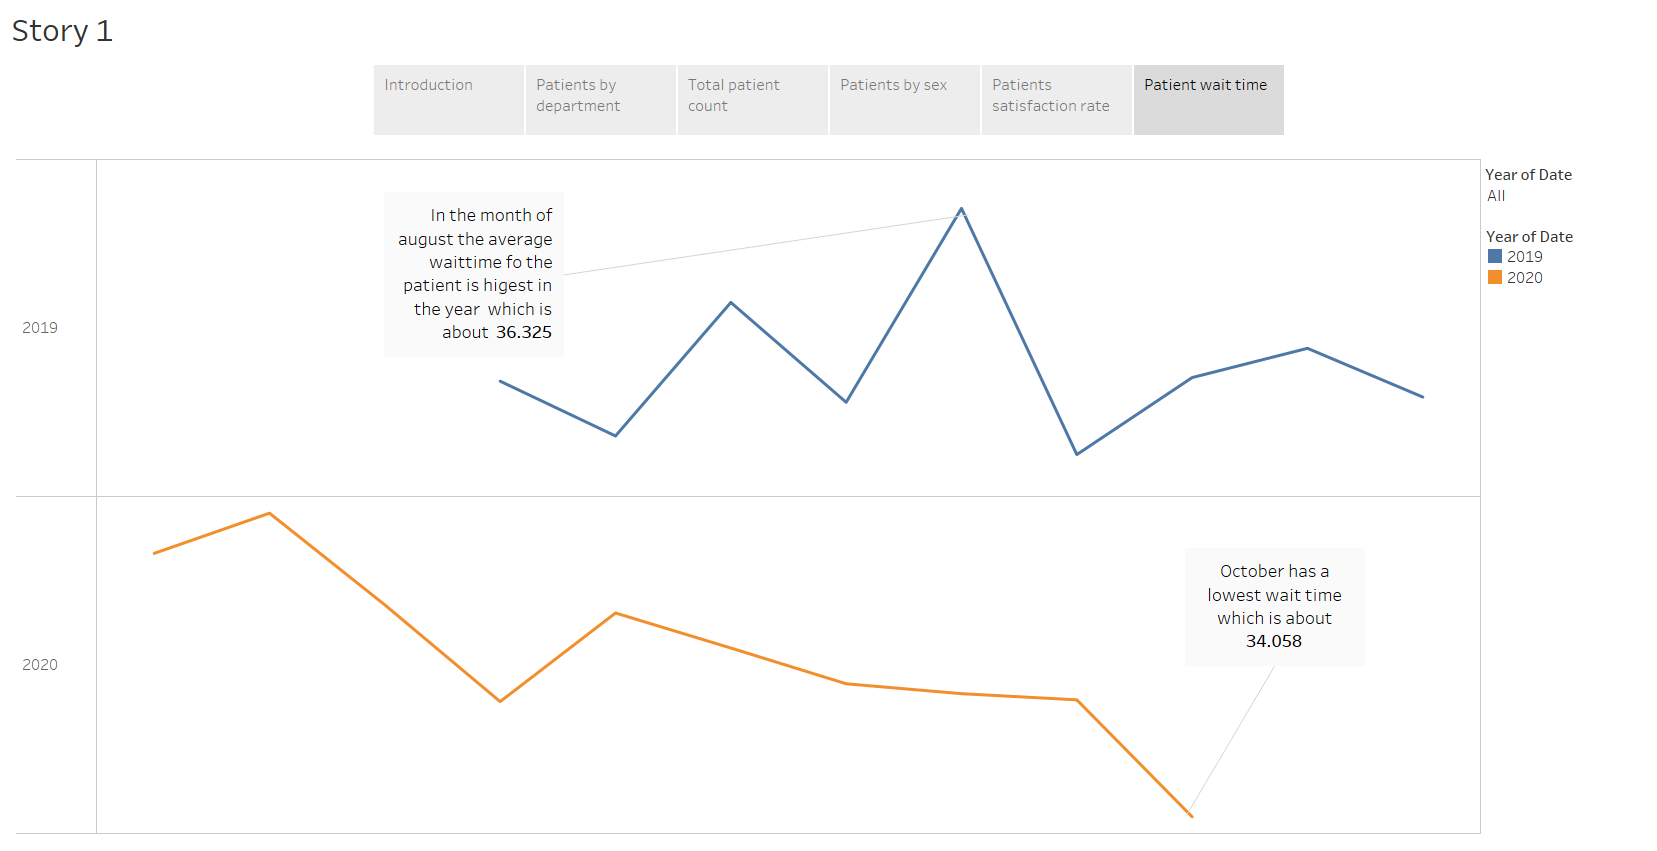 Story 1
Introduction
Patients by
department
Total patient
count
Patients by sex
Patients
satisfaction rate
Patient wait time
In the month of
august the average
waittime fo the
patient is higest in
the year  which is
about  36.325
2019
2020
October has a
lowest wait time
which is about
34.058
Year of Date
All
Year of Date
2019
2020